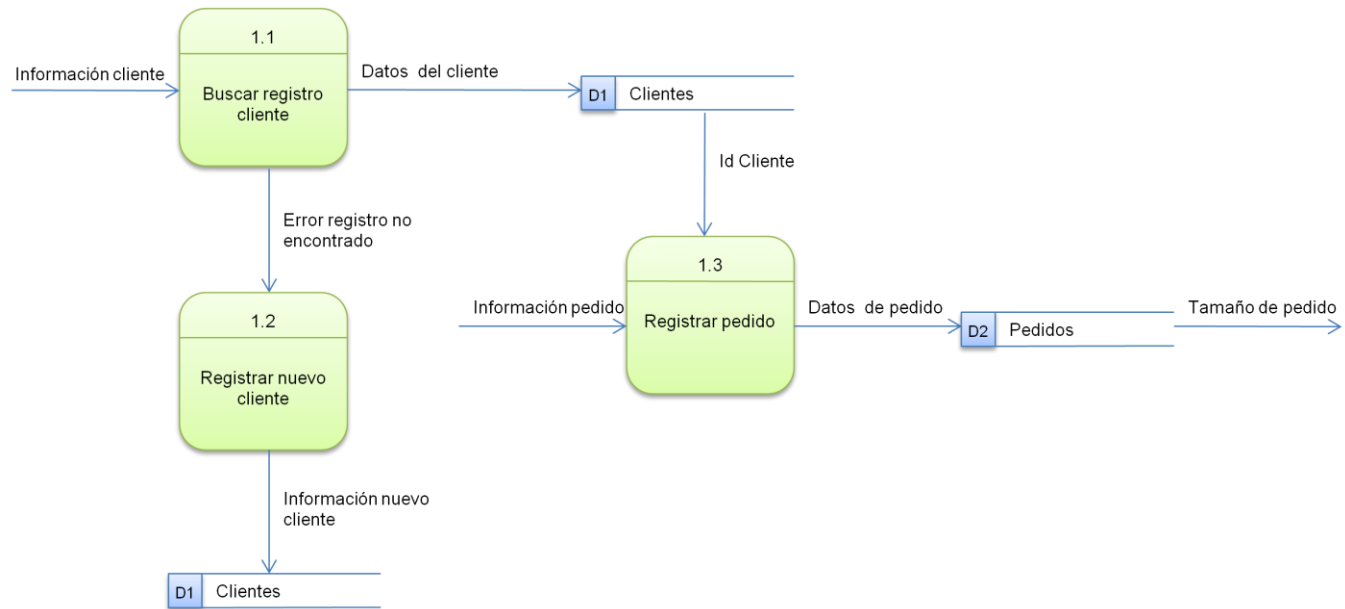 1.1
Información cliente
Datos del cliente
Buscar registro
cliente
D1 Clientes
Id Cliente
Error registro no
encontrado
1.3
Información pedido
Registrar pedido
Datos de pedido
D2 Pedidos
Tamaño de pedido
1.2
Registrar nuevo
cliente
Información nuevo
cliente
D1 Clientes